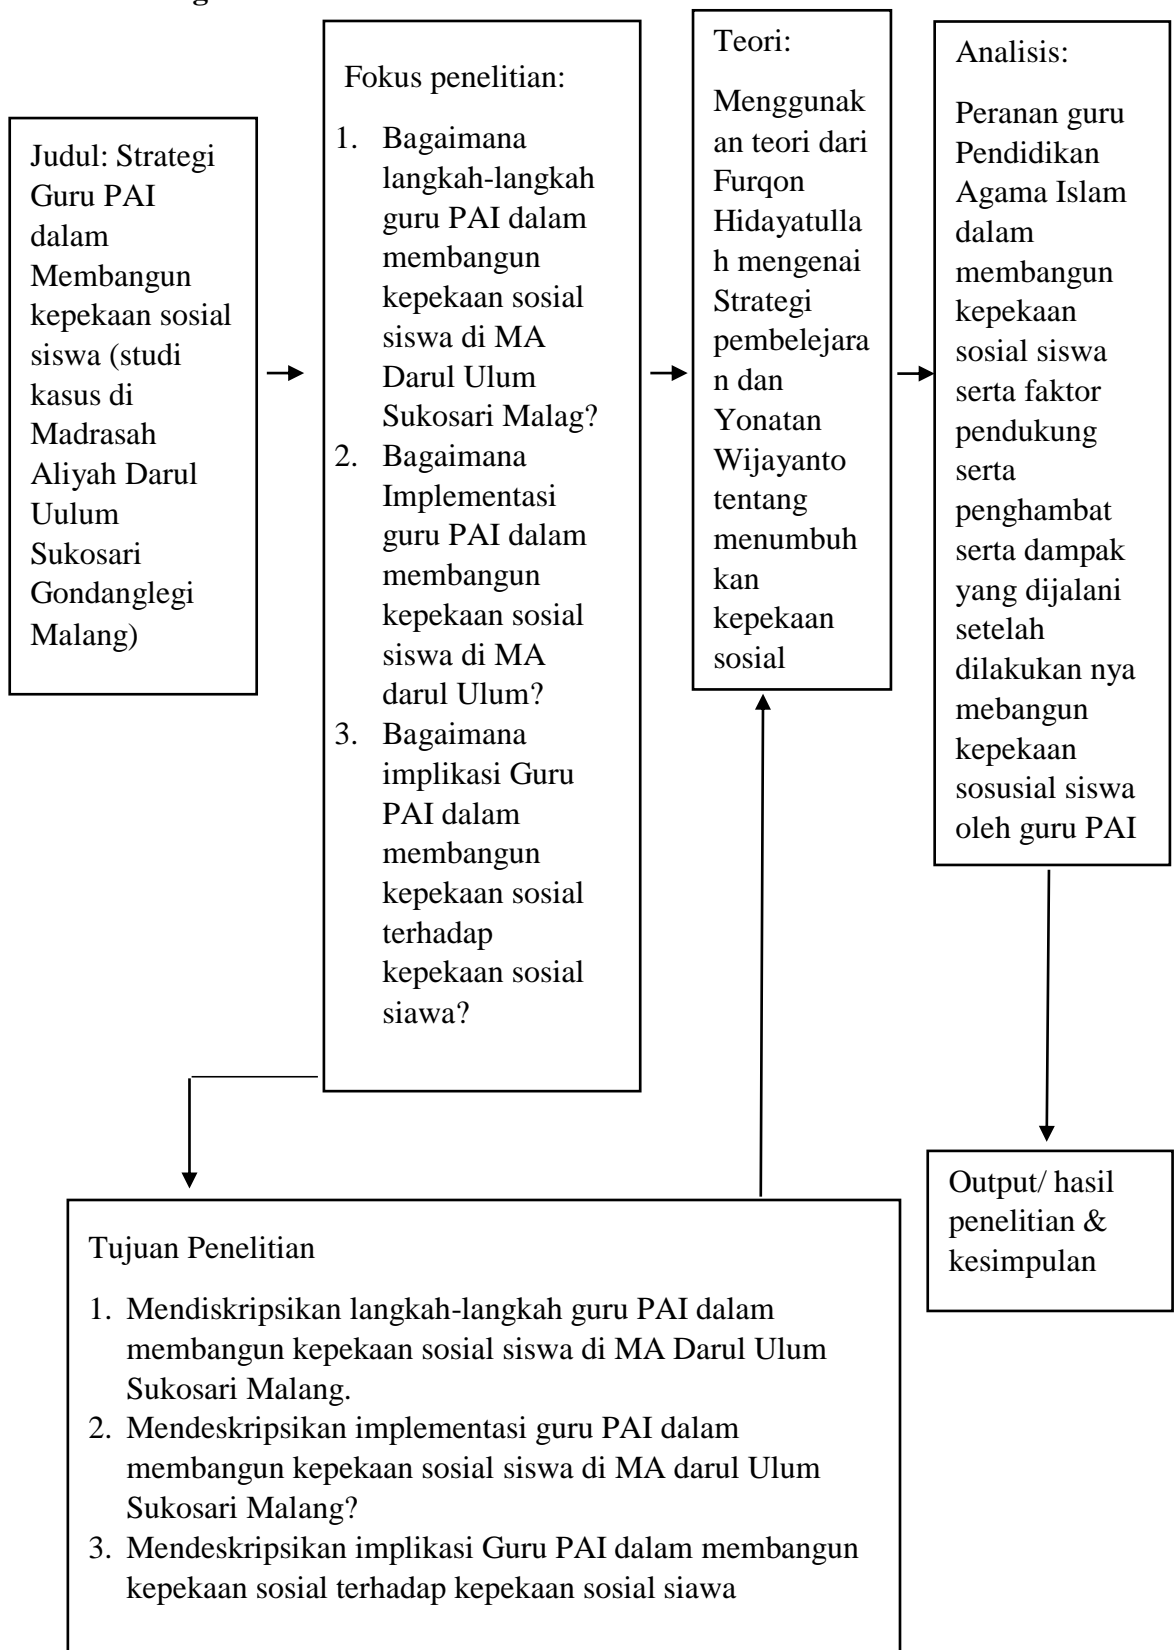 Judul: Strategi
Guru PAI
dalam
Membangun
kepekaan sosial
siswa (studi
kasus di
Madrasah
Aliyah Darul
Uulum
Sukosari
Gondanglegi
Malang)
Fokus penelitian:
1. Bagaimana
langkah-langkah
guru PAI dalam
membangun
kepekaan sosial
siswa di MA
Darul Ulum
Sukosari Malag?
2. Bagaimana
Implementasi
guru PAI dalam
membangun
kepekaan sosial
siswa di MA
darul Ulum?
3. Bagaimana
implikasi Guru
PAI dalam
membangun
kepekaan sosial
terhadap
kepekaan sosial
siawa?
Teori:
Menggunak
an teori dari
Furqon
Hidayatulla
h mengenai
Strategi
pembelejara
n dan
Yonatan
Wijayanto
tentang
menumbuh
kan
kepekaan
sosial
Analisis:
Peranan guru
Pendidikan
Agama Islam
dalam
membangun
kepekaan
sosial siswa
serta faktor
pendukung
serta
penghambat
serta dampak
yang dijalani
setelah
dilakukan nya
mebangun
kepekaan
sosusial siswa
oleh guru PAI
Tujuan Penelitian
1. Mendiskripsikan langkah-langkah guru PAI dalam
membangun kepekaan sosial siswa di MA Darul Ulum
Sukosari Malang.
2. Mendeskripsikan implementasi guru PAI dalam
membangun kepekaan sosial siswa di MA darul Ulum
Sukosari Malang?
3. Mendeskripsikan implikasi Guru PAI dalam membangun
kepekaan sosial terhadap kepekaan sosial siawa
Output/ hasil
penelitian &
kesimpulan